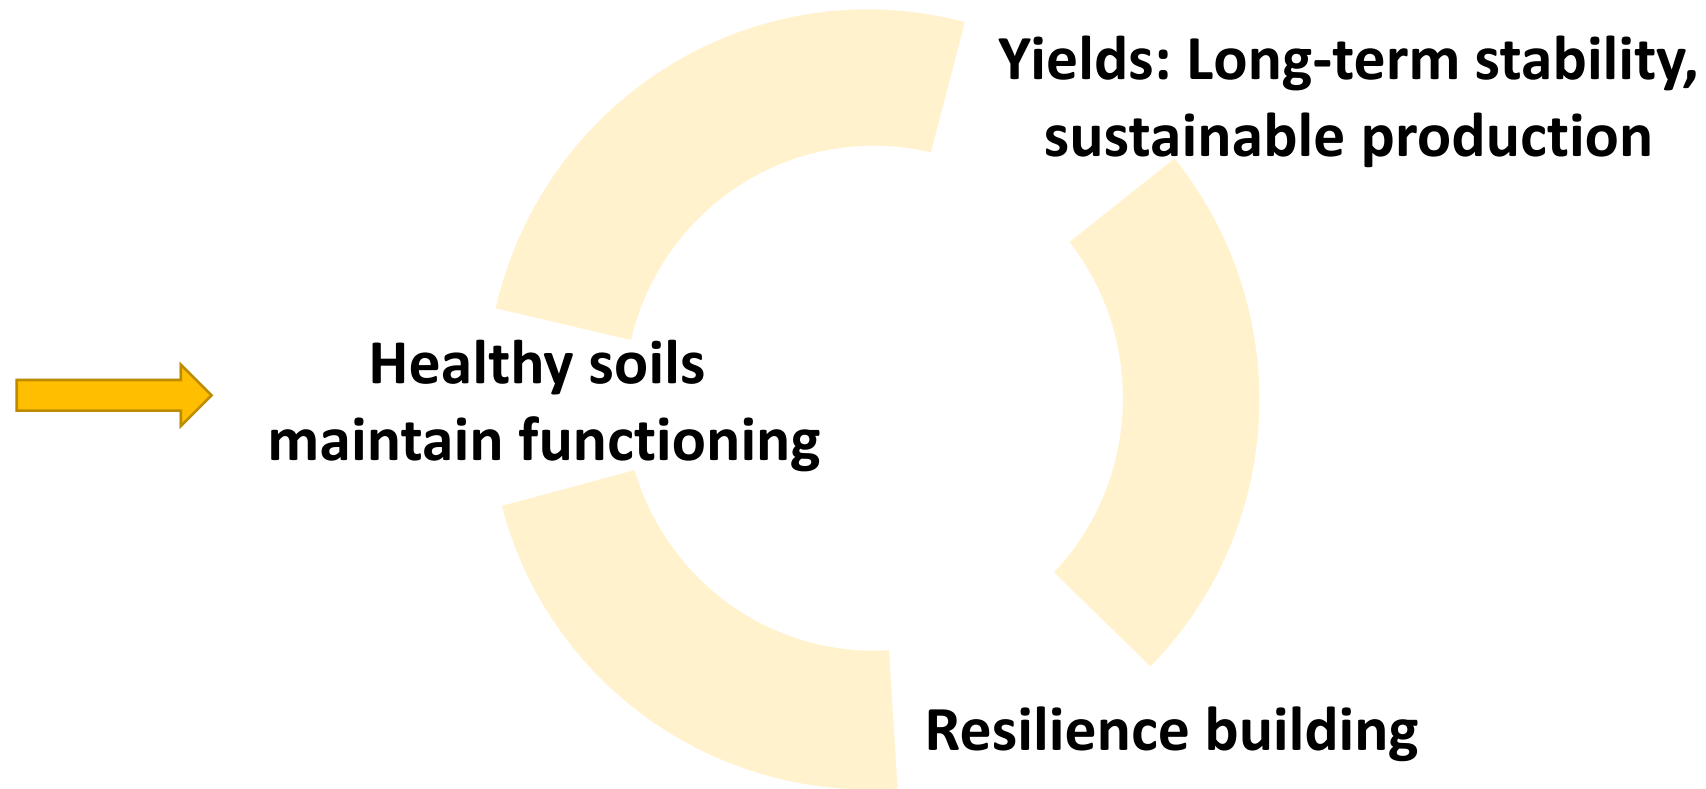 Yields: Long-term stability,
sustainable production
Healthy soils
maintain functioning
Resilience building